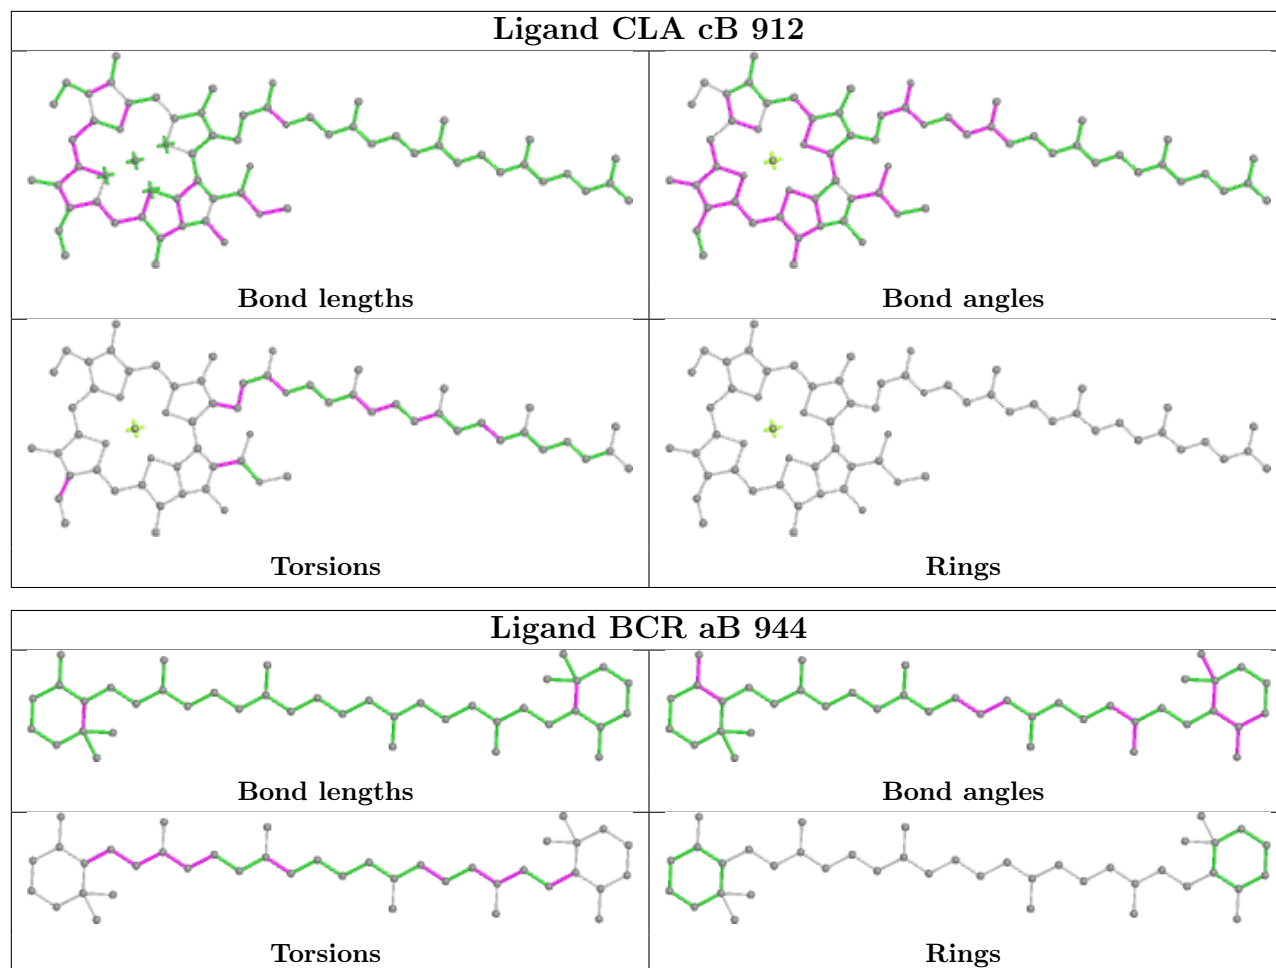 Ligand CLA cB 912
Bond lengths
Bond angles
Torsions
Rings
Ligand BCR aB 944
Bond lengths
Bond angles
Torsions
Rings